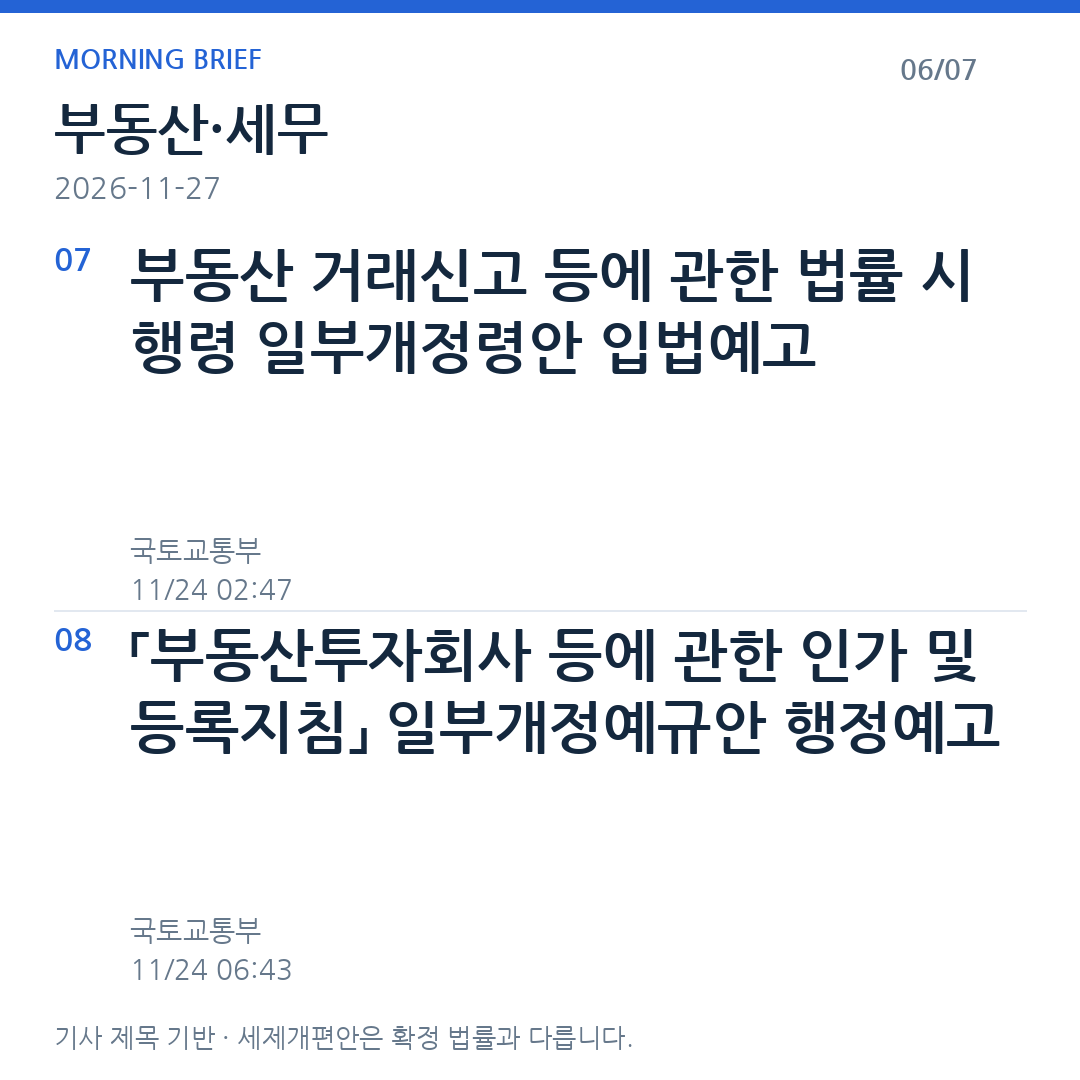 MORNING BRIEF
06/07
부동산·세무
2026-11-27
07
부동산 거래신고 등에 관한 법률 시
행령 일부개정령안 입법예고
국토교통부
11/24 02:47
08
「부동산투자회사 등에 관한 인가 및
등록지침」 일부개정예규안 행정예고
국토교통부
11/24 06:43
기사 제목 기반 · 세제개편안은 확정 법률과 다릅니다.